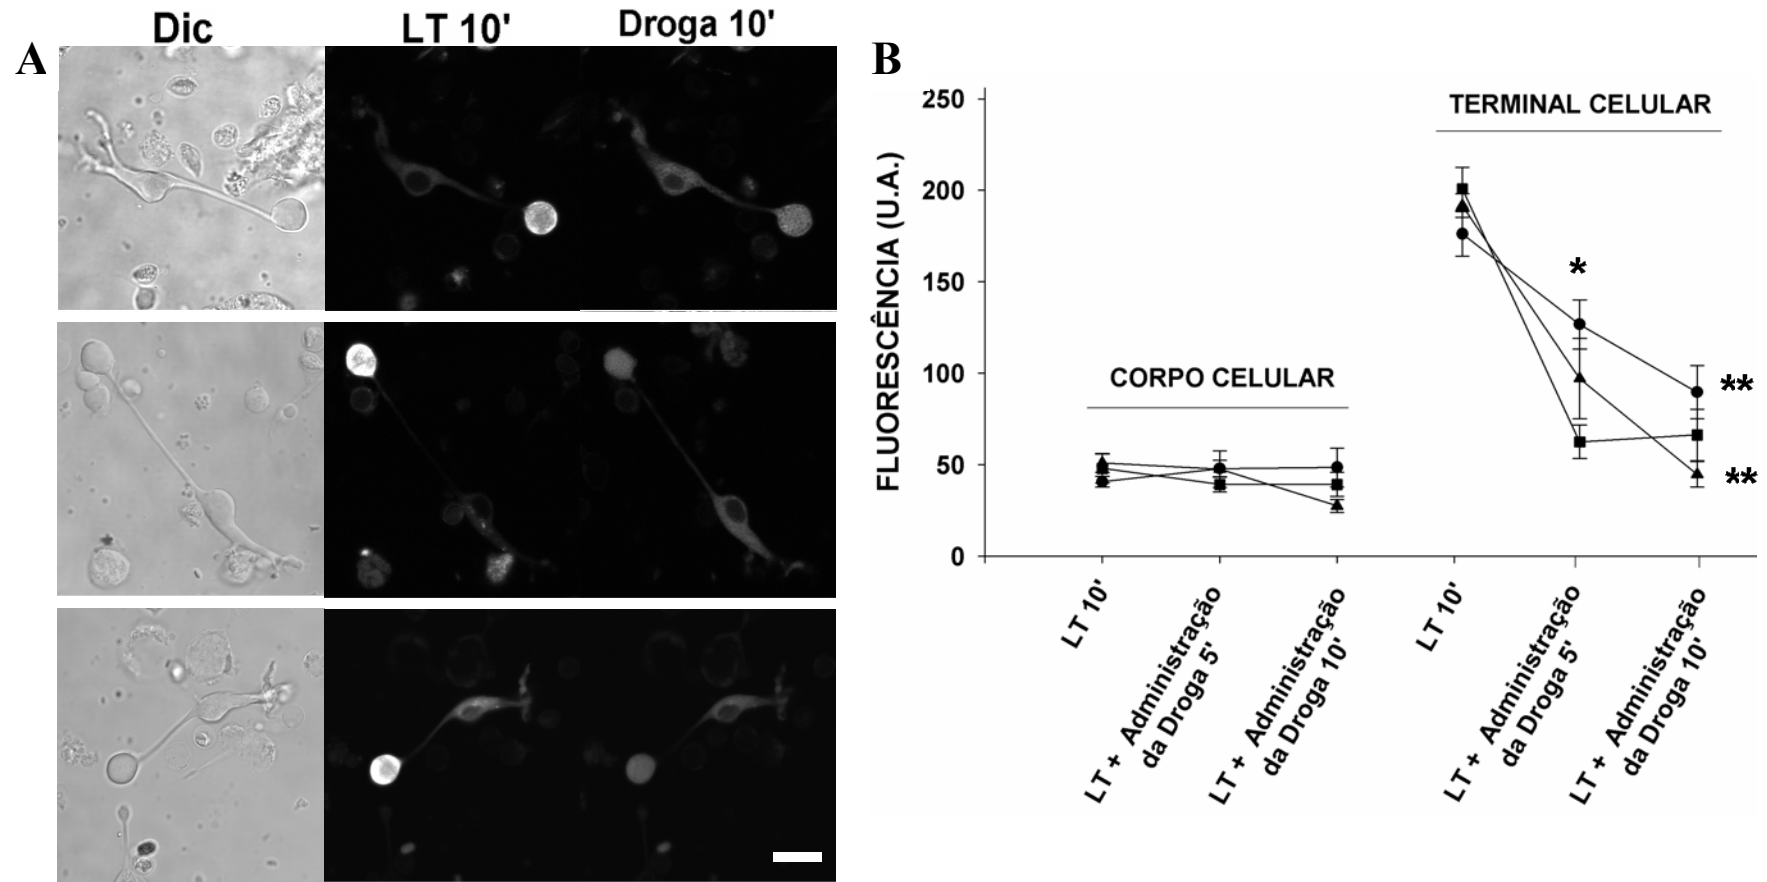 A
Dic
LT 10'
Droga 10'
B
FLUORESCÊNCIA (U.A.)
250
200
150
100
50
0
CORPO CELULAR
TERMINAL CELULAR
*
**
**
LT 10'
LT + Administração
da Droga 5'
LT + Administração
da Droga 10'
LT 10'
LT + Administração
da Droga 5'
LT + Administração
da Droga 10'